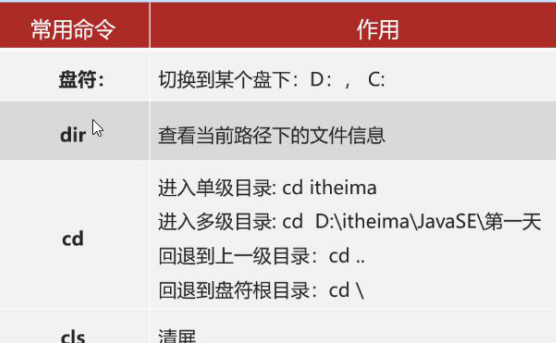 常用命令 作用
盘符： 切换到某个盘下：D：， C:
dir 查看当前路径下的文件信息
cd
进入单级目录: cd itheima
进入多级目录: cd D:\itheima\JavaSE\第一天
回退到上一级目录：cd ..
回退到盘符根目录：cd \
cls 清屏